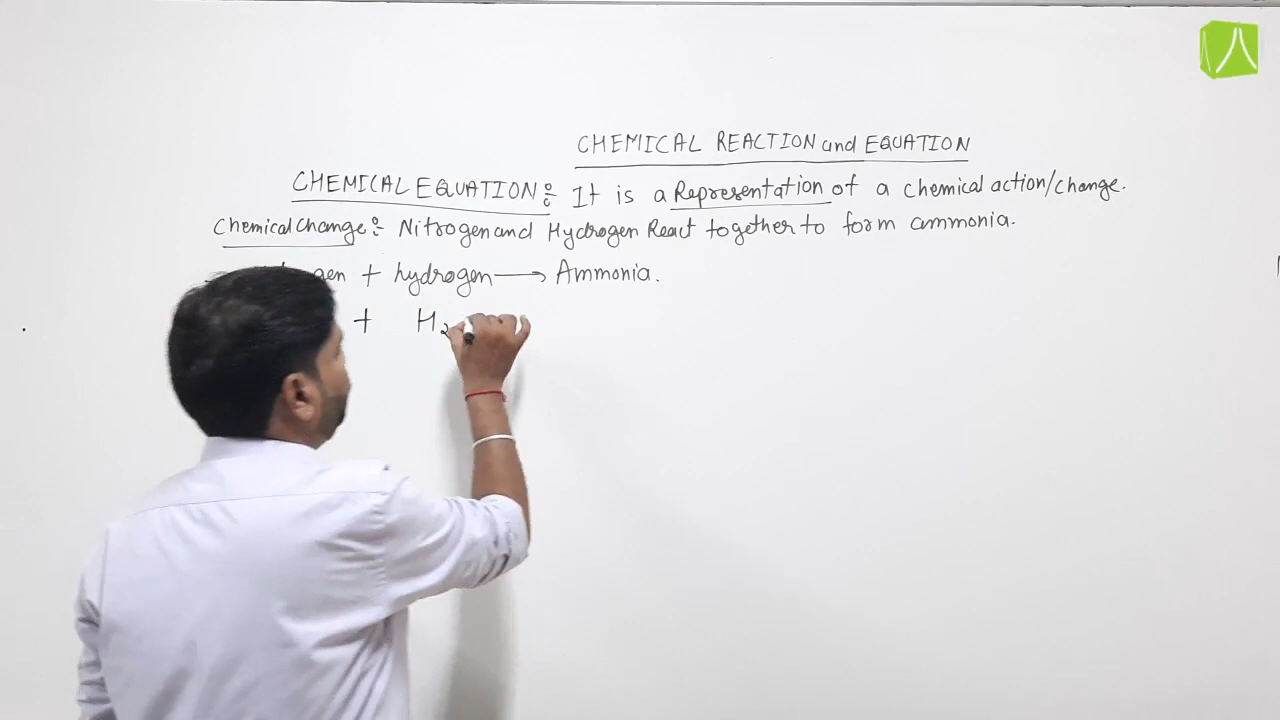 CHEMICAL REACTION and EQUATION
CHEMICAL EQUATION:- It is a Representation of a chemical action/change.
Chemical Change:- Nitrogen and Hydrogen React together to form ammonia.
+ hydrogen ⟶ Ammonia.
+ H₂